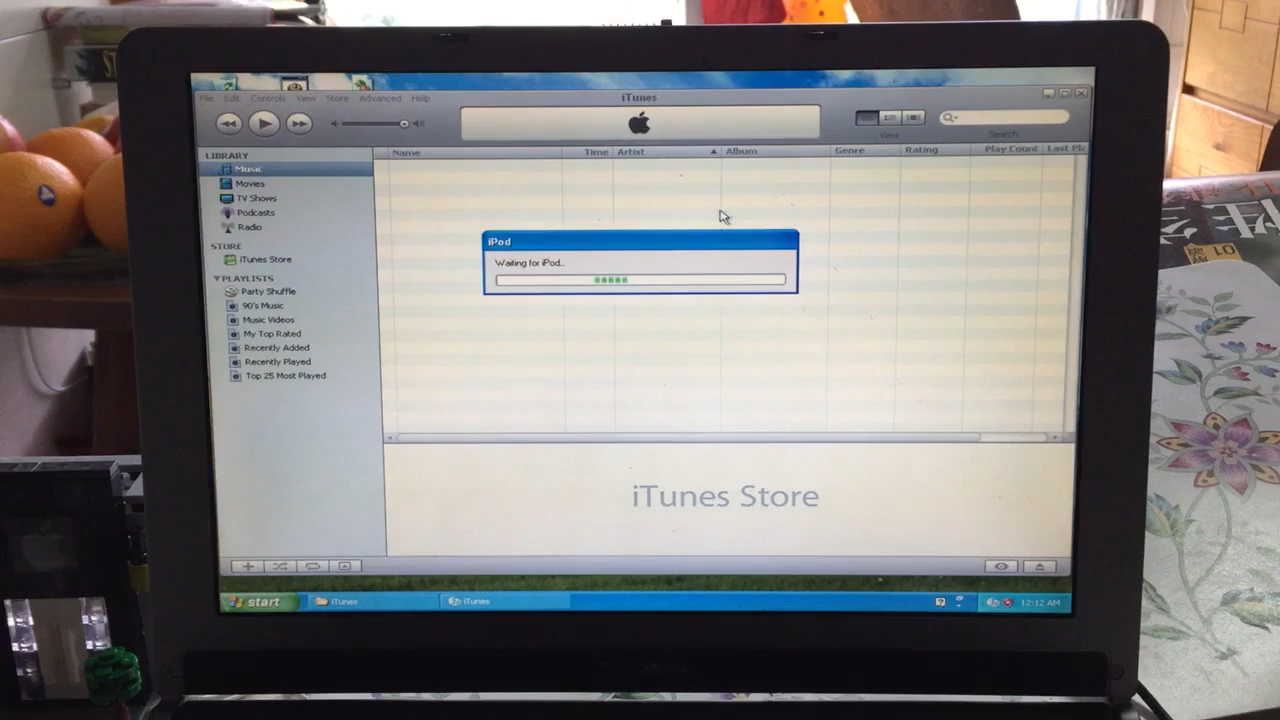 iTunes
File Edit Controls View Store Advanced Help
View
Search
LIBRARY
Music
Movies
TV Shows
Podcasts
Radio
STORE
iTunes Store
PLAYLISTS
Party Shuffle
90's Music
Music Videos
My Top Rated
Recently Added
Recently Played
Top 25 Most Played
Name Time Artist Album Genre Rating Play Count
iPod
Waiting for iPod...
iTunes Store
start iTunes iTunes 12:12 AM